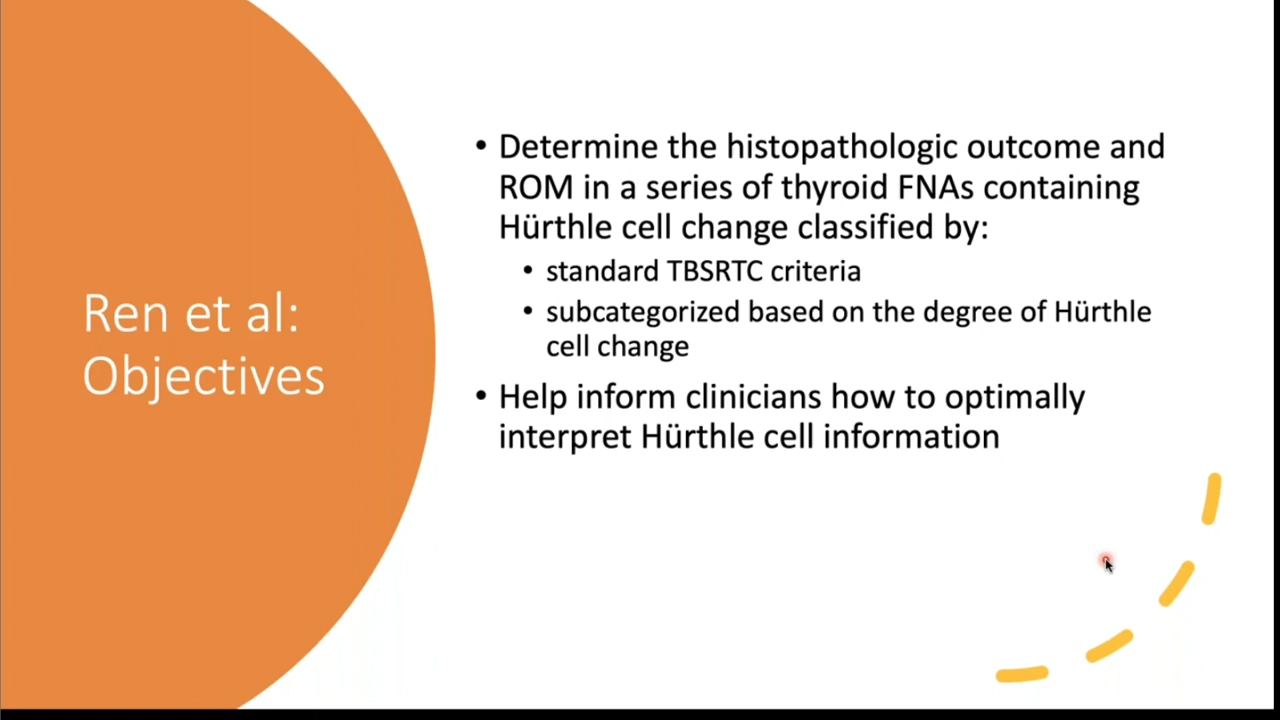 Ren et al:
Objectives
• Determine the histopathologic outcome and
ROM in a series of thyroid FNAs containing
Hürthle cell change classified by:
• standard TBSRTC criteria
• subcategorized based on the degree of Hürthle
cell change
• Help inform clinicians how to optimally
interpret Hürthle cell information